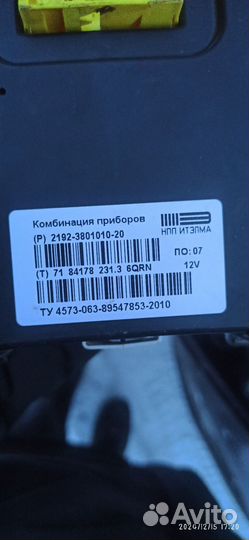 Комбинация приборов
(P) 2192-3801010-20
НПП ИТЭЛМА
ПО: 07
(T) 71 84178 231.3 6QRN 12V
ТУ 4573-063-89547853-2010
Avito
2024/12/15 17:20